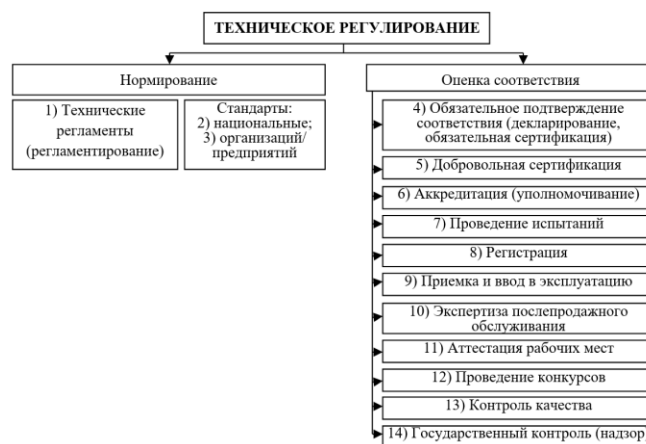 ТЕХНИЧЕСКОЕ РЕГУЛИРОВАНИЕ
Нормирование
1) Технические
регламенты
(регламентирование)
Стандарты:
2) национальные;
3) организаций/
предприятий
Оценка соответствия
4) Обязательное подтверждение
соответствия (декларирование,
обязательная сертификация)
5) Добровольная сертификация
6) Аккредитация (уполномочивание)
7) Проведение испытаний
8) Регистрация
9) Приемка и ввод в эксплуатацию
10) Экспертиза послепродажного
обслуживания
11) Аттестация рабочих мест
12) Проведение конкурсов
13) Контроль качества
14) Государственный контроль (надзор)